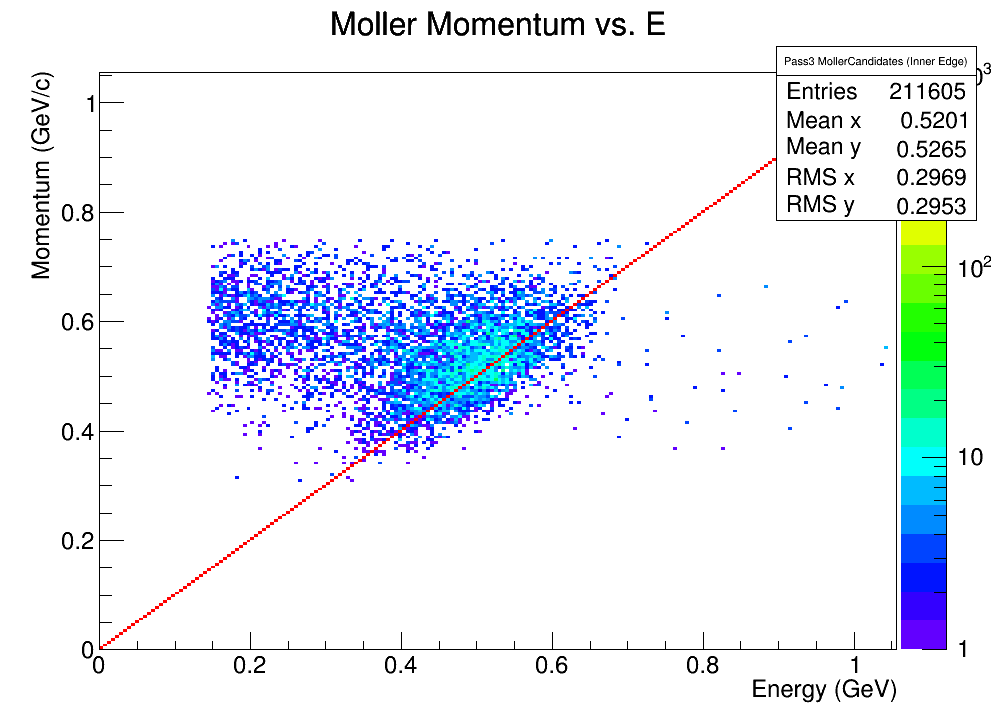 Moller Momentum vs. E
Pass3 MollerCandidates (Inner Edge)
Entries 211605
Mean x 0.5201
Mean y 0.5265
RMS x 0.2969
RMS y 0.2953
Momentum (GeV/c)
1
0.8
0.6
0.4
0.2
0
0 0.2 0.4 0.6 0.8 1
Energy (GeV)
0³
10²
10
1